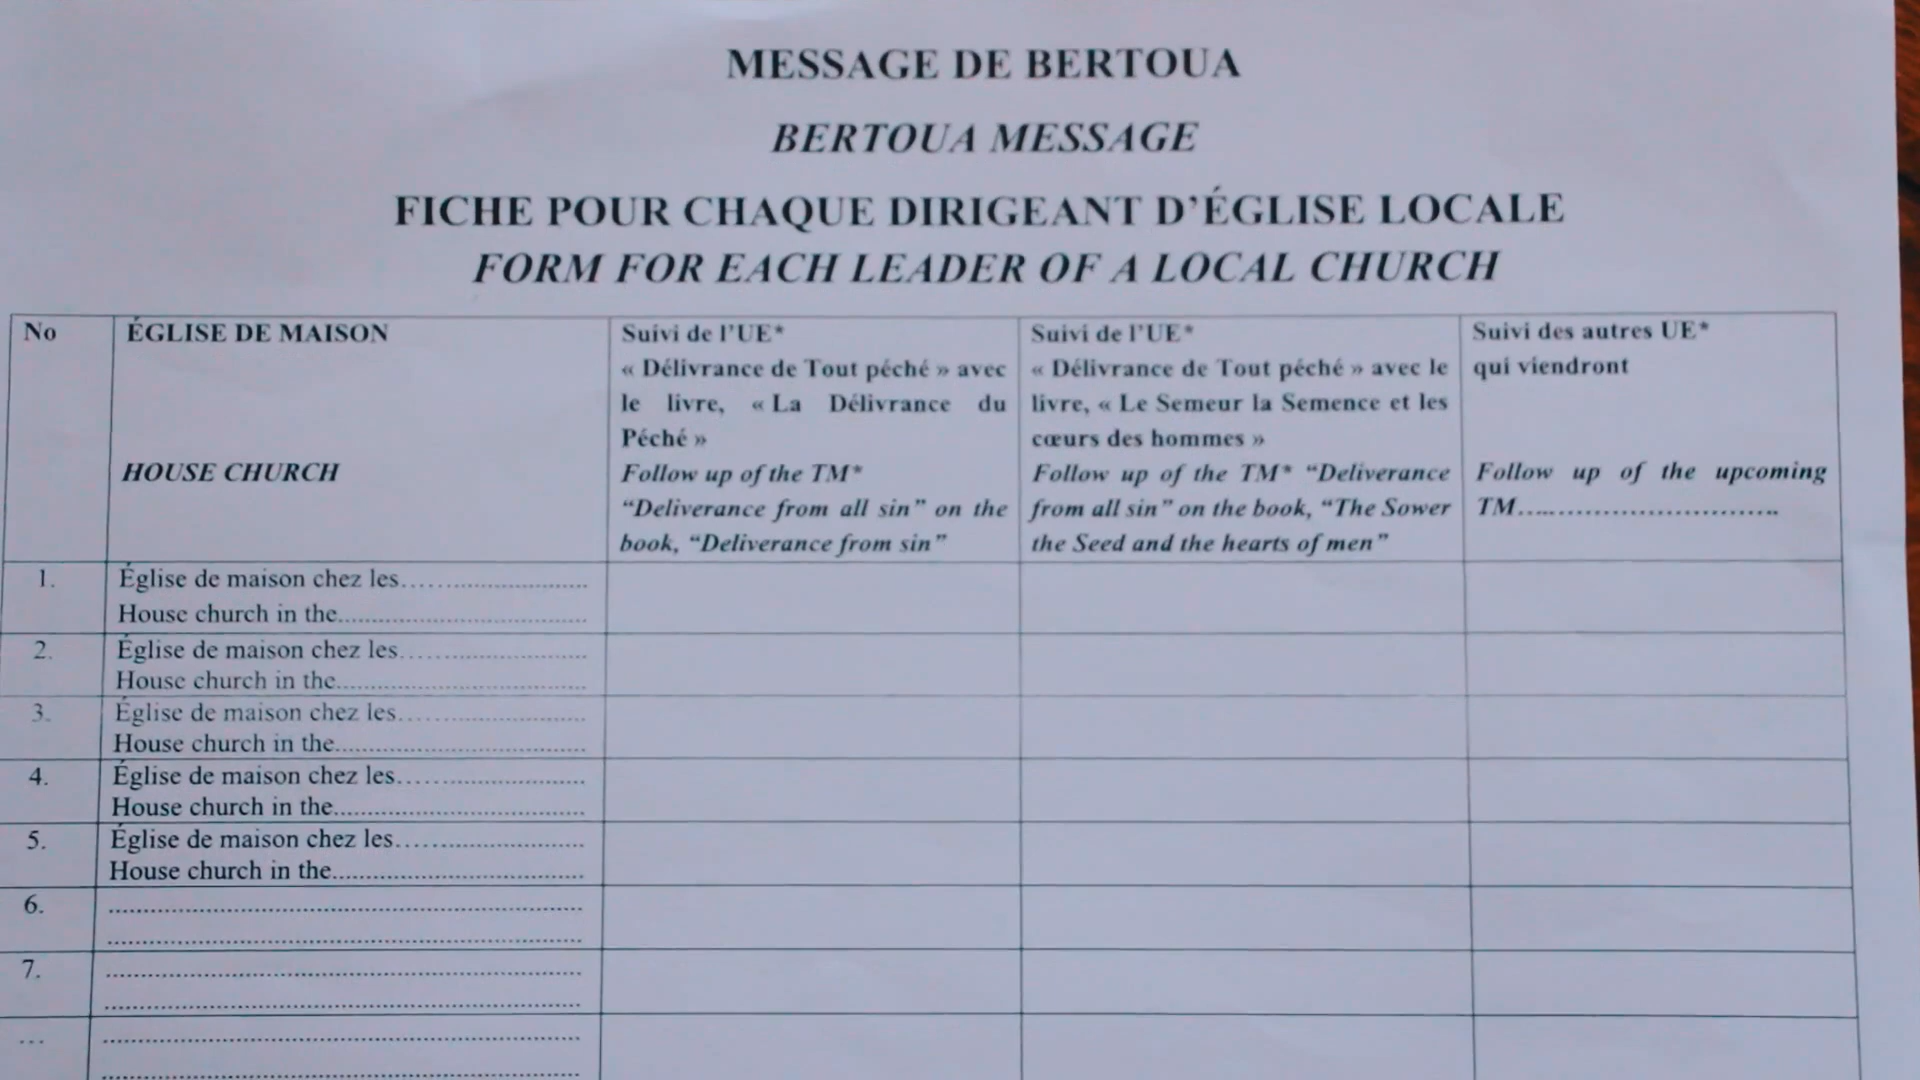 MESSAGE DE BERTOUA
BERTOUA MESSAGE
FICHE POUR CHAQUE DIRIGEANT D'ÉGLISE LOCALE
FORM FOR EACH LEADER OF A LOCAL CHURCH
No
ÉGLISE DE MAISON
HOUSE CHURCH
Suivi de l'UE*
« Délivrance de Tout péché » avec
le livre, « La Délivrance du
Péché »
Follow up of the TM*
“Deliverance from all sin” on the
book, “Deliverance from sin”
Suivi de l'UE*
« Délivrance de Tout péché » avec le
livre, « Le Semeur la Semence et les
cœurs des hommes »
Follow up of the TM* “Deliverance
from all sin” on the book, “The Sower
the Seed and the hearts of men”
Suivi des autres UE*
qui viendront
Follow up of the upcoming
TM................................
1.
Église de maison chez les............................
House church in the......................................
2.
Église de maison chez les............................
House church in the......................................
3.
Église de maison chez les............................
House church in the......................................
4.
Église de maison chez les............................
House church in the......................................
5.
Église de maison chez les............................
House church in the......................................
6.
7.
...